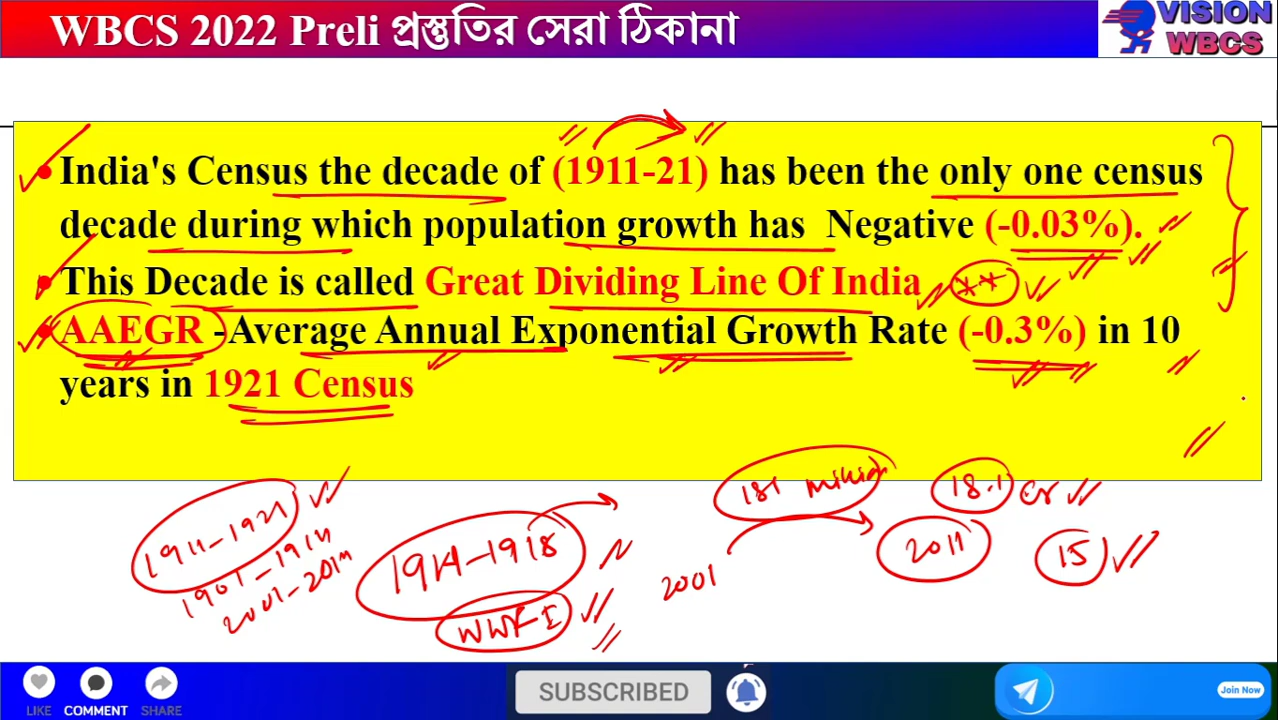 WBCS 2022 Preli প্রস্তুতির সেরা ঠিকানা
VISION
WBCS
• India's Census the decade of (1911-21) has been the only one census
decade during which population growth has Negative (-0.03%).
• This Decade is called Great Dividing Line Of India
**
• AAEGR -Average Annual Exponential Growth Rate (-0.3%) in 10
years in 1921 Census
181 million
18.1 cr
1911-1921
1901-1911
2001-2011
1914-1918
WW-I
2001
2011
15
LIKE COMMENT SHARE
SUBSCRIBED
Join Now